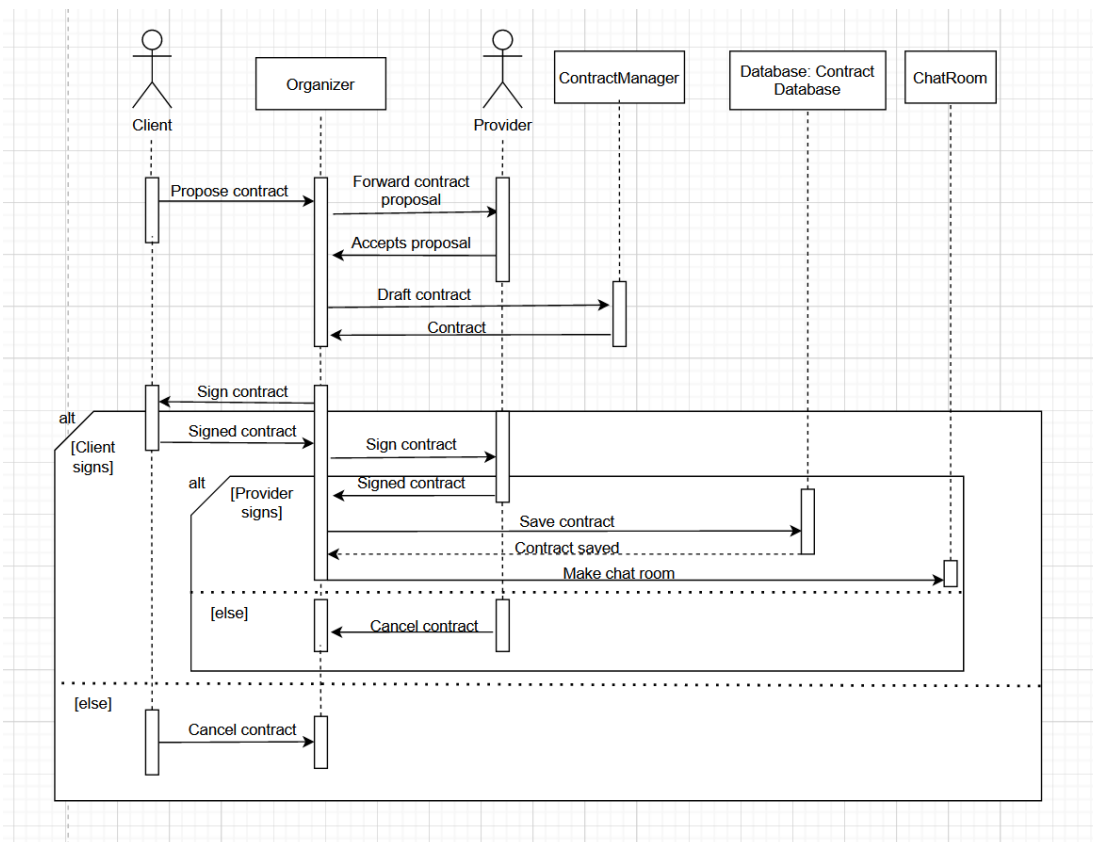 Client
Organizer
Provider
ContractManager
Database: Contract
Database
ChatRoom
Propose contract
Forward contract
proposal
Accepts proposal
Draft contract
Contract
Sign contract
alt
[Client
signs]
Signed contract
Sign contract
alt
[Provider
signs]
Signed contract
Save contract
Contract saved
Make chat room
[else]
Cancel contract
[else]
Cancel contract